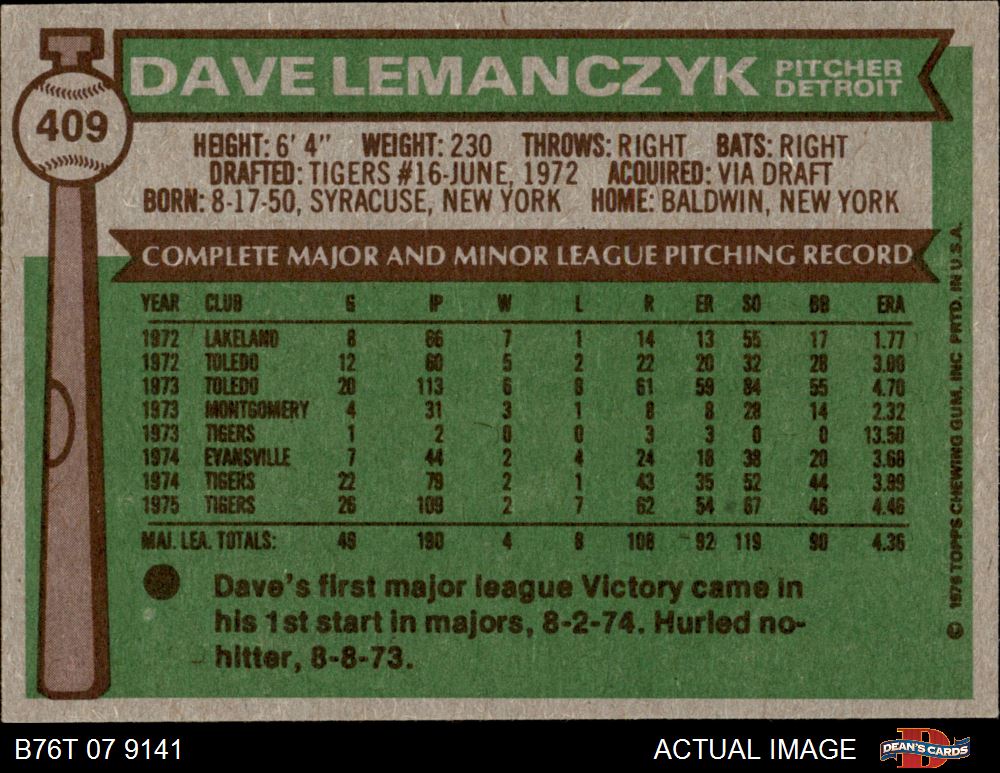 DAVE LEMANCZYK PITCHER DETROIT
409
HEIGHT: 6' 4" WEIGHT: 230 THROWS: RIGHT BATS: RIGHT
DRAFTED: TIGERS #16-JUNE, 1972 ACQUIRED: VIA DRAFT
BORN: 8-17-50, SYRACUSE, NEW YORK HOME: BALDWIN, NEW YORK
COMPLETE MAJOR AND MINOR LEAGUE PITCHING RECORD
YEAR CLUB G IP W L R ER SO BB ERA
1972 LAKELAND 8 66 7 1 14 13 55 17 1.77
1972 TOLEDO 12 60 5 2 22 20 32 28 3.00
1973 TOLEDO 20 113 6 8 61 59 84 55 4.70
1973 MONTGOMERY 4 31 3 1 8 8 28 14 2.32
1973 TIGERS 1 2 0 0 3 3 0 0 13.50
1974 EVANSVILLE 7 44 2 4 24 18 38 20 3.68
1974 TIGERS 22 79 2 1 43 35 52 44 3.99
1975 TIGERS 26 109 2 7 62 54 67 46 4.46
MAJ. LEA. TOTALS: 49 190 4 8 108 92 119 90 4.36
Dave's first major league Victory came in
his 1st start in majors, 8-2-74. Hurled no-
hitter, 8-8-73.
© 1976 TOPPS CHEWING GUM, INC. PRTD. IN U.S.A.
B76T 07 9141 ACTUAL IMAGE DEAN'S CARDS